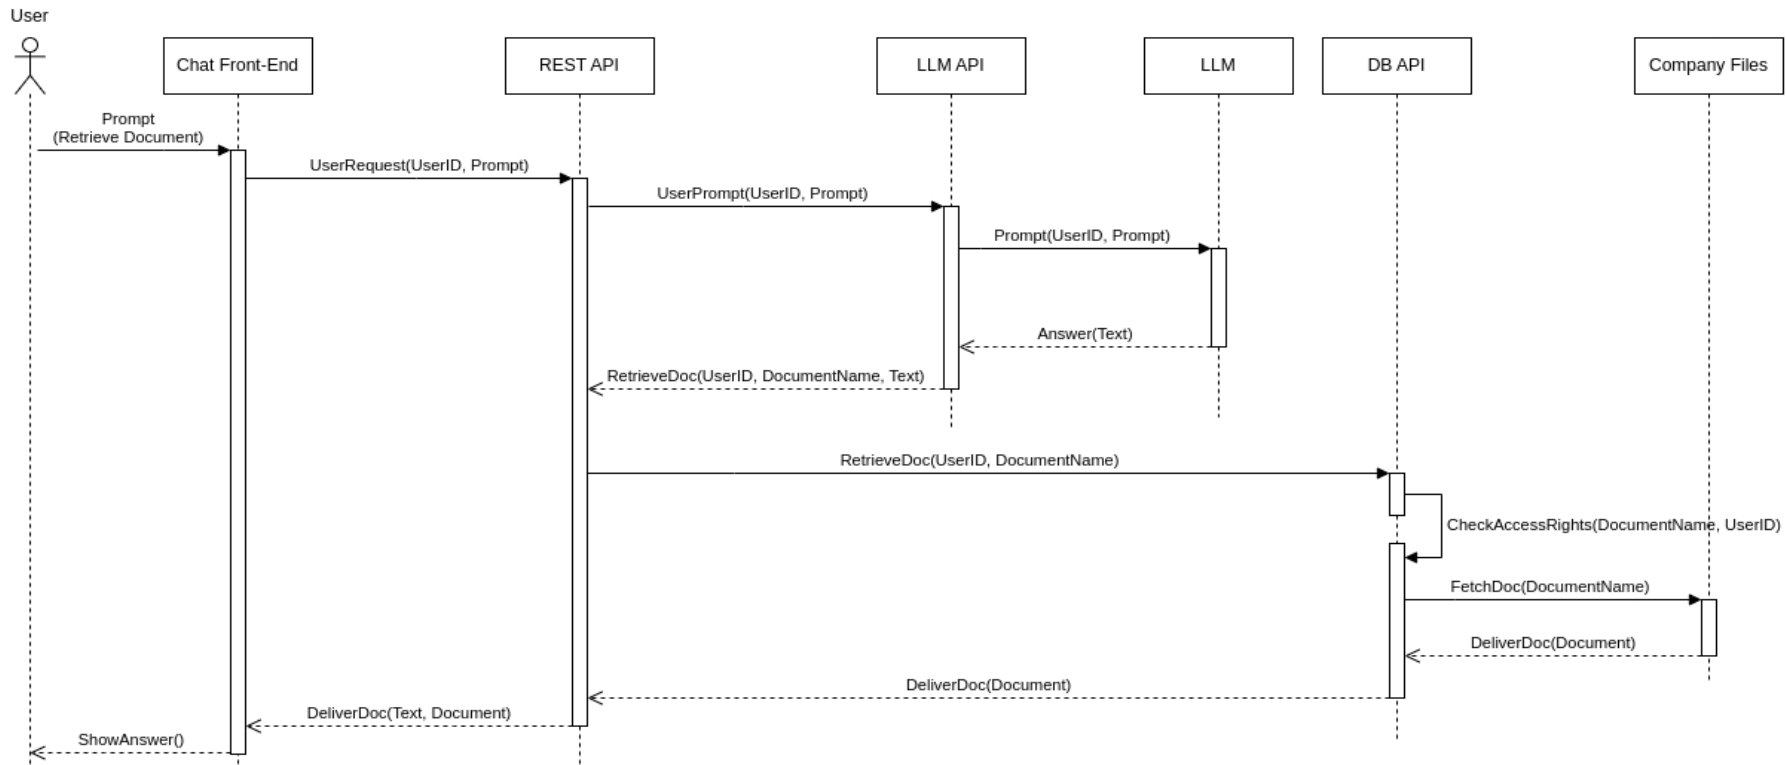 User
Chat Front-End
REST API
LLM API
LLM
DB API
Company Files
Prompt
(Retrieve Document)
UserRequest(UserID, Prompt)
UserPrompt(UserID, Prompt)
Prompt(UserID, Prompt)
Answer(Text)
RetrieveDoc(UserID, DocumentName, Text)
RetrieveDoc(UserID, DocumentName)
CheckAccessRights(DocumentName, UserID)
FetchDoc(DocumentName)
DeliverDoc(Document)
DeliverDoc(Document)
DeliverDoc(Text, Document)
ShowAnswer()